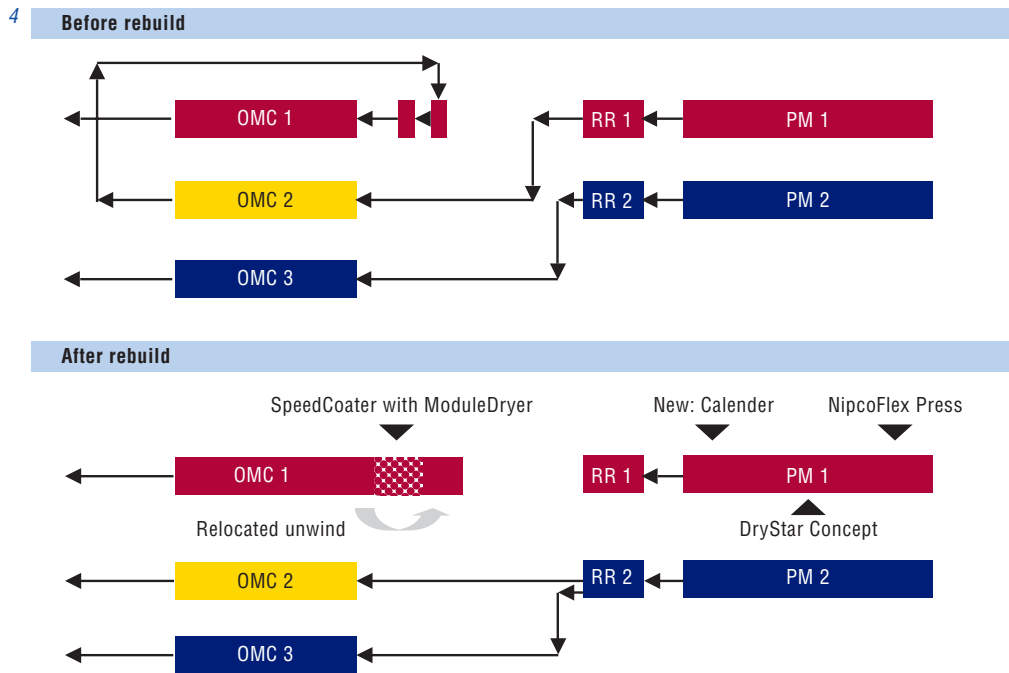 4
Before rebuild
OMC 1
RR 1
PM 1
OMC 2
RR 2
PM 2
OMC 3
After rebuild
SpeedCoater with ModuleDryer
New: Calender
NipcoFlex Press
OMC 1
RR 1
PM 1
Relocated unwind
DryStar Concept
OMC 2
RR 2
PM 2
OMC 3